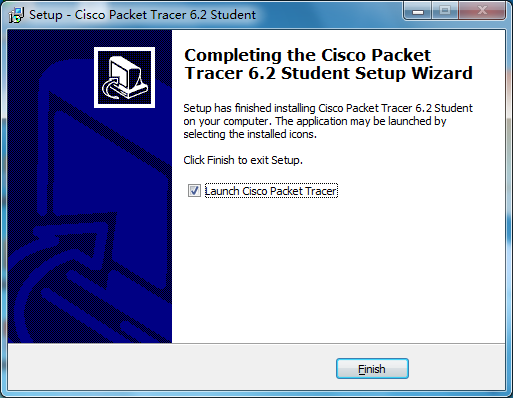 Setup - Cisco Packet Tracer 6.2 Student
Completing the Cisco Packet
Tracer 6.2 Student Setup Wizard
Setup has finished installing Cisco Packet Tracer 6.2 Student
on your computer. The application may be launched by
selecting the installed icons.
Click Finish to exit Setup.
Launch Cisco Packet Tracer
Finish